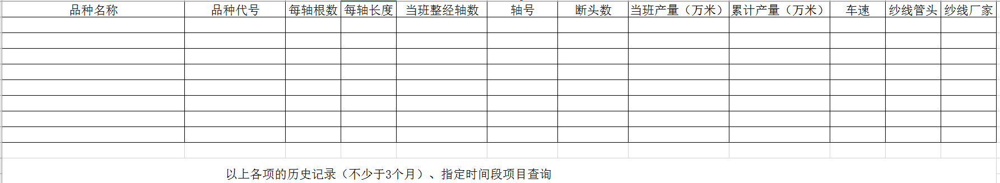 品种名称 品种代号 每轴根数 每轴长度 当班整经轴数 轴号 断头数 当班产量（万米） 累计产量（万米） 车速 纱线管头 纱线厂家
以上各项的历史记录（不少于3个月）、指定时间段项目查询